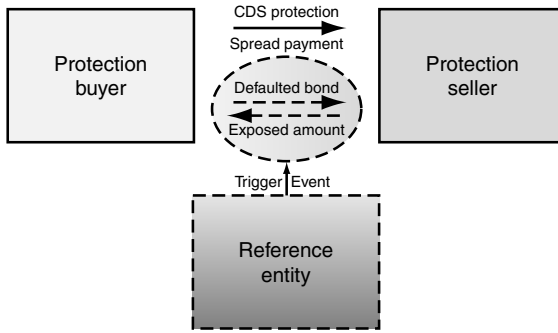 CDS protection
Spread payment
Protection
buyer
Defaulted bond
Exposed amount
Protection
seller
Trigger Event
Reference
entity